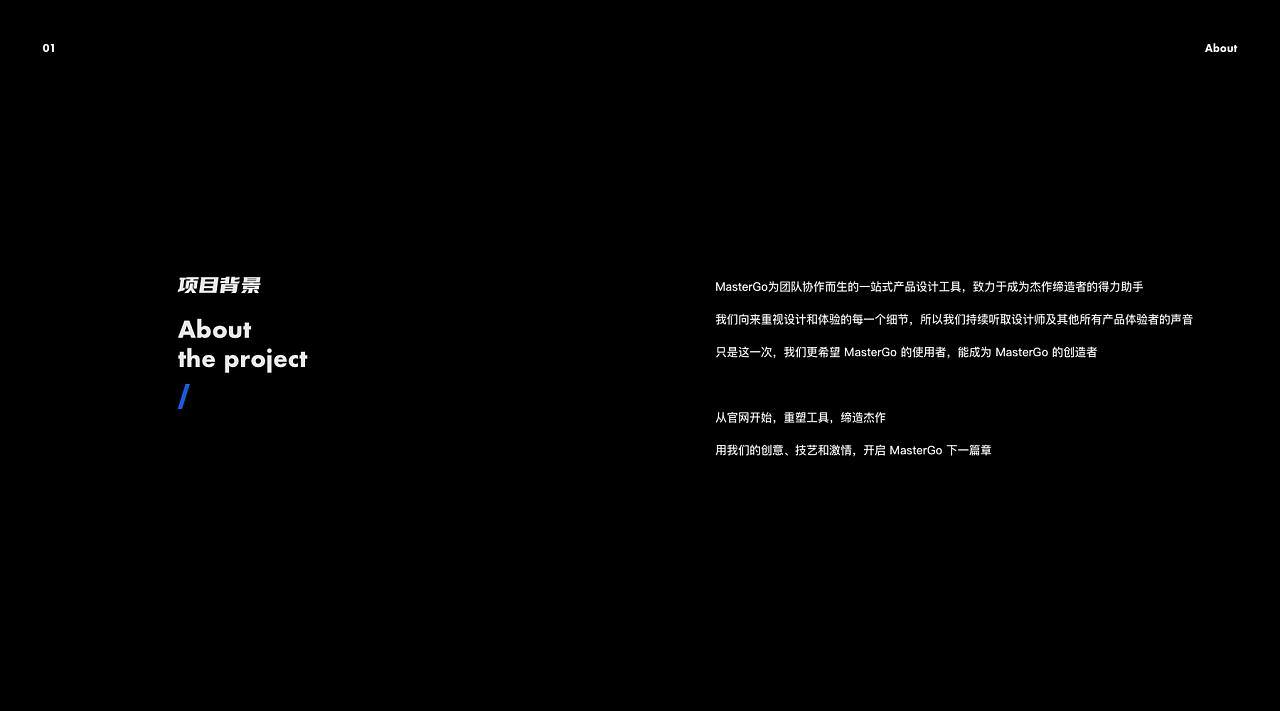 01
About
项目背景
About
the project
/
MasterGo为团队协作而生的一站式产品设计工具，致力于成为杰作缔造者的得力助手
我们向来重视设计和体验的每一个细节，所以我们持续听取设计师及其他所有产品体验者的声音
只是这一次，我们更希望 MasterGo 的使用者，能成为 MasterGo 的创造者
从官网开始，重塑工具，缔造杰作
用我们的创意、技艺和激情，开启 MasterGo 下一篇章